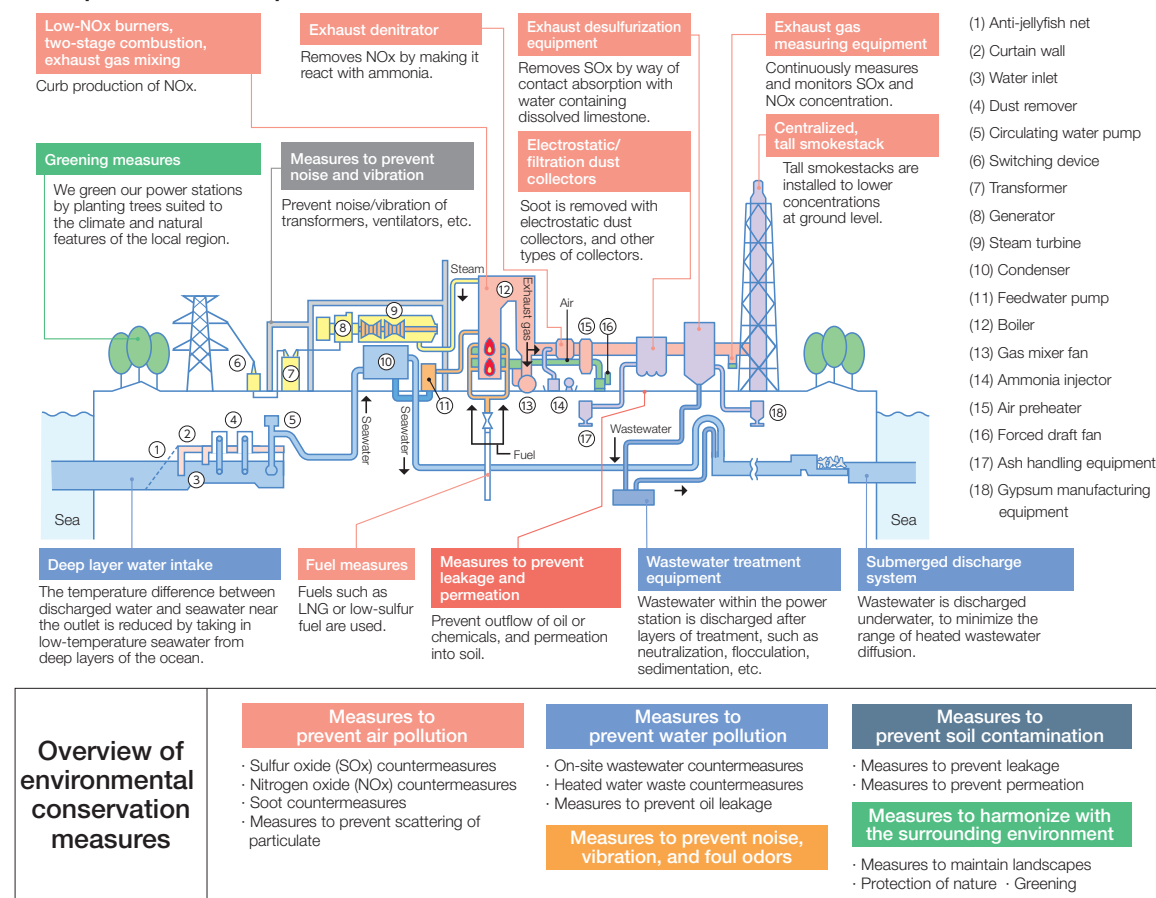 Low-NOx burners,
two-stage combustion,
exhaust gas mixing
Curb production of NOx.
Exhaust denitrator
Removes NOx by making it
react with ammonia.
Exhaust desulfurization
equipment
Removes SOx by way of
contact absorption with
water containing
dissolved limestone.
Exhaust gas
measuring equipment
Continuously measures
and monitors SOx and
NOx concentration.
Greening measures
We green our power stations
by planting trees suited to
the climate and natural
features of the local region.
Measures to prevent
noise and vibration
Prevent noise/vibration of
transformers, ventilators, etc.
Electrostatic/
filtration dust
collectors
Soot is removed with
electrostatic dust
collectors, and other
types of collectors.
Centralized,
tall smokestack
Tall smokestacks are
installed to lower
concentrations
at ground level.
(1) Anti-jellyfish net
(2) Curtain wall
(3) Water inlet
(4) Dust remover
(5) Circulating water pump
(6) Switching device
(7) Transformer
(8) Generator
(9) Steam turbine
(10) Condenser
(11) Feedwater pump
(12) Boiler
(13) Gas mixer fan
(14) Ammonia injector
(15) Air preheater
(16) Forced draft fan
(17) Ash handling equipment
(18) Gypsum manufacturing
equipment
Steam
Exhaust gas
Air
1
2
3
4
5
6
7
8
9
10
11
12
13
14
15
16
17
18
Seawater
Seawater
Fuel
Wastewater
Sea
Sea
Deep layer water intake
The temperature difference between
discharged water and seawater near
the outlet is reduced by taking in
low-temperature seawater from
deep layers of the ocean.
Fuel measures
Fuels such as
LNG or low-sulfur
fuel are used.
Measures to prevent
leakage and
permeation
Prevent outflow of oil or
chemicals, and permeation
into soil.
Wastewater treatment
equipment
Wastewater within the power
station is discharged after
layers of treatment, such as
neutralization, flocculation,
sedimentation, etc.
Submerged discharge
system
Wastewater is discharged
underwater, to minimize the
range of heated wastewater
diffusion.
Overview of
environmental
conservation
measures
Measures to
prevent air pollution
· Sulfur oxide (SOx) countermeasures
· Nitrogen oxide (NOx) countermeasures
· Soot countermeasures
· Measures to prevent scattering of
particulate
Measures to
prevent water pollution
· On-site wastewater countermeasures
· Heated water waste countermeasures
· Measures to prevent oil leakage
Measures to prevent noise,
vibration, and foul odors
Measures to
prevent soil contamination
· Measures to prevent leakage
· Measures to prevent permeation
Measures to harmonize with
the surrounding environment
· Measures to maintain landscapes
· Protection of nature · Greening